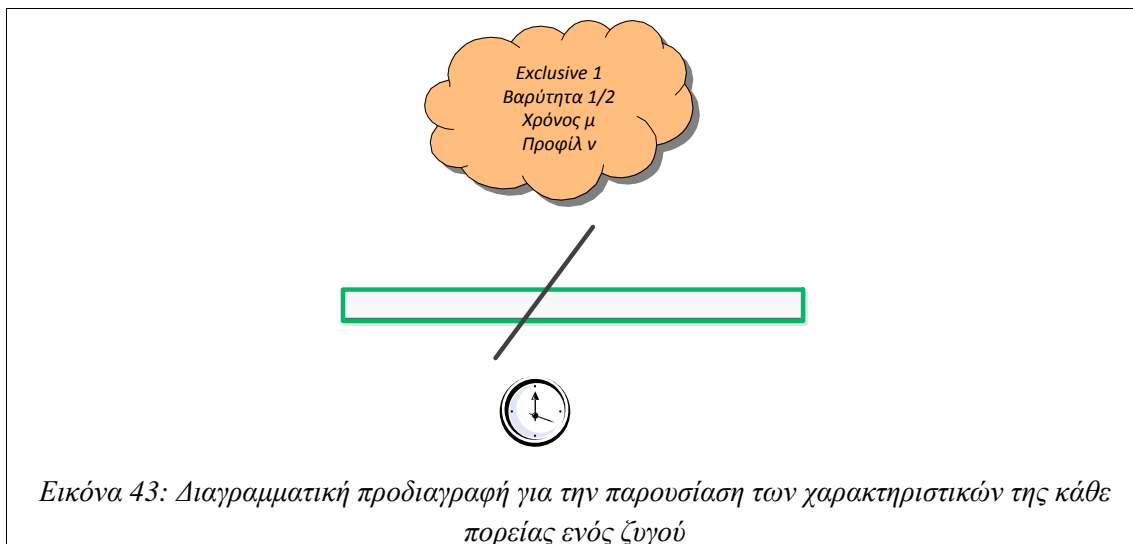 Exclusive 1
Βαρύτητα 1/2
Χρόνος μ
Προφίλ ν
Εικόνα 43: Διαγραμματική προδιαγραφή για την παρουσίαση των χαρακτηριστικών της κάθε
πορείας ενός ζυγού